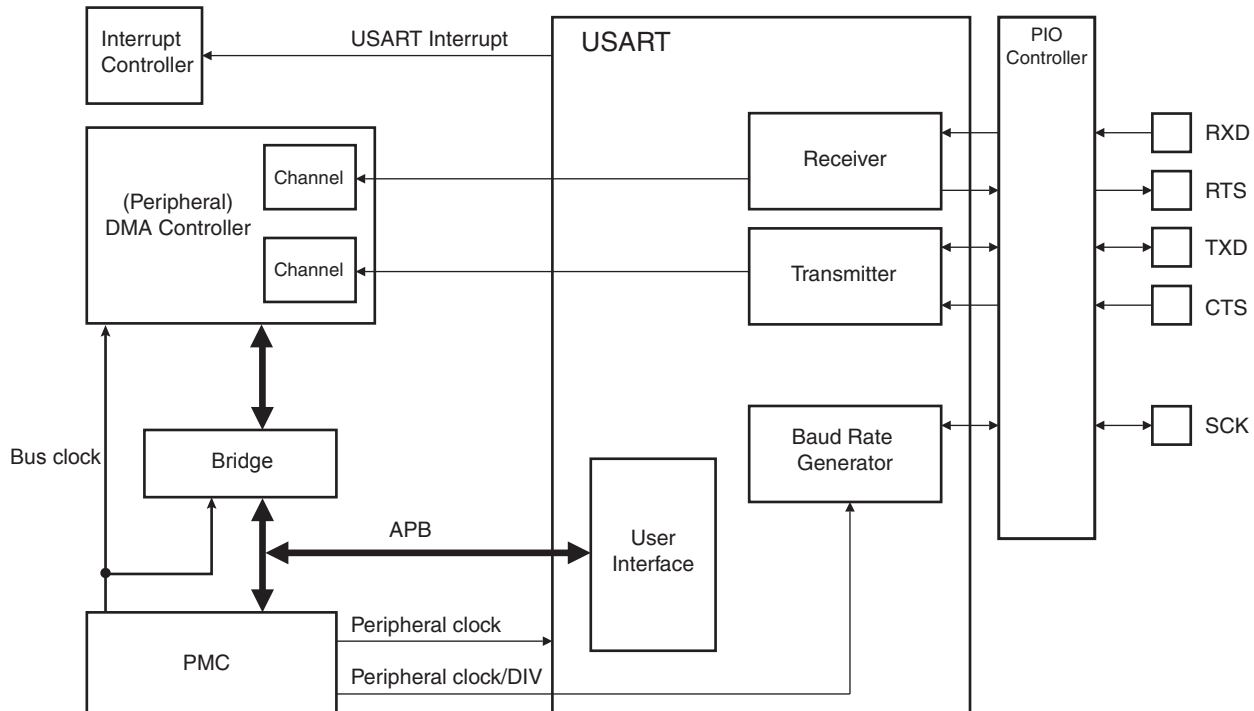 Interrupt
Controller
USART Interrupt
USART
PIO
Controller
(Peripheral)
DMA Controller
Channel
Channel
Receiver
Transmitter
RXD
RTS
TXD
CTS
SCK
Baud Rate
Generator
Bus clock
Bridge
APB
User
Interface
PMC
Peripheral clock
Peripheral clock/DIV